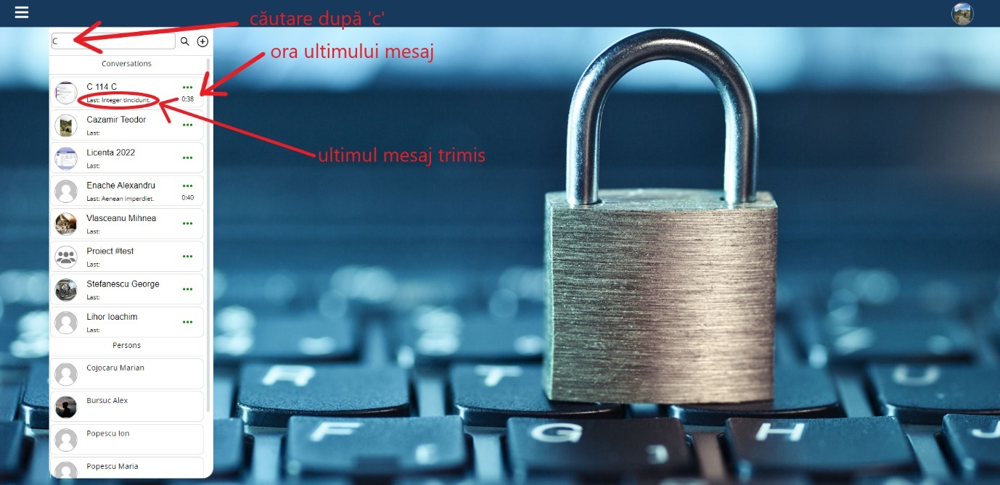 căutare după 'c'
C
ora ultimului mesaj
Conversations
C 114 C
Last: Integer tincidunt.
0:38
Cazamir Teodor
Last:
ultimul mesaj trimis
Licenta 2022
Last:
Enache Alexandru
Last: Aenean imperdiet.
0:40
Vlasceanu Mihnea
Last:
Proiect #test
Last:
Stefanescu George
Last:
Lihor Ioachim
Last:
Persons
Cojocaru Marian
Bursuc Alex
Popescu Ion
Popescu Maria
R T U
F G H J